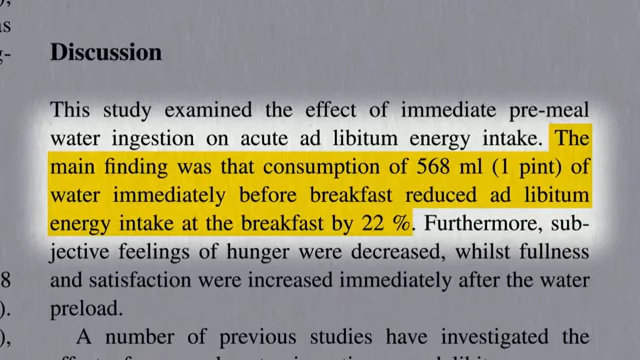 Discussion
This study examined the effect of immediate pre-meal
water ingestion on acute ad libitum energy intake. The
main finding was that consumption of 568 ml (1 pint) of
water immediately before breakfast reduced ad libitum
energy intake at the breakfast by 22 %. Furthermore, sub-
jective feelings of hunger were decreased, whilst fullness
and satisfaction were increased immediately after the water
preload.
A number of previous studies have investigated the